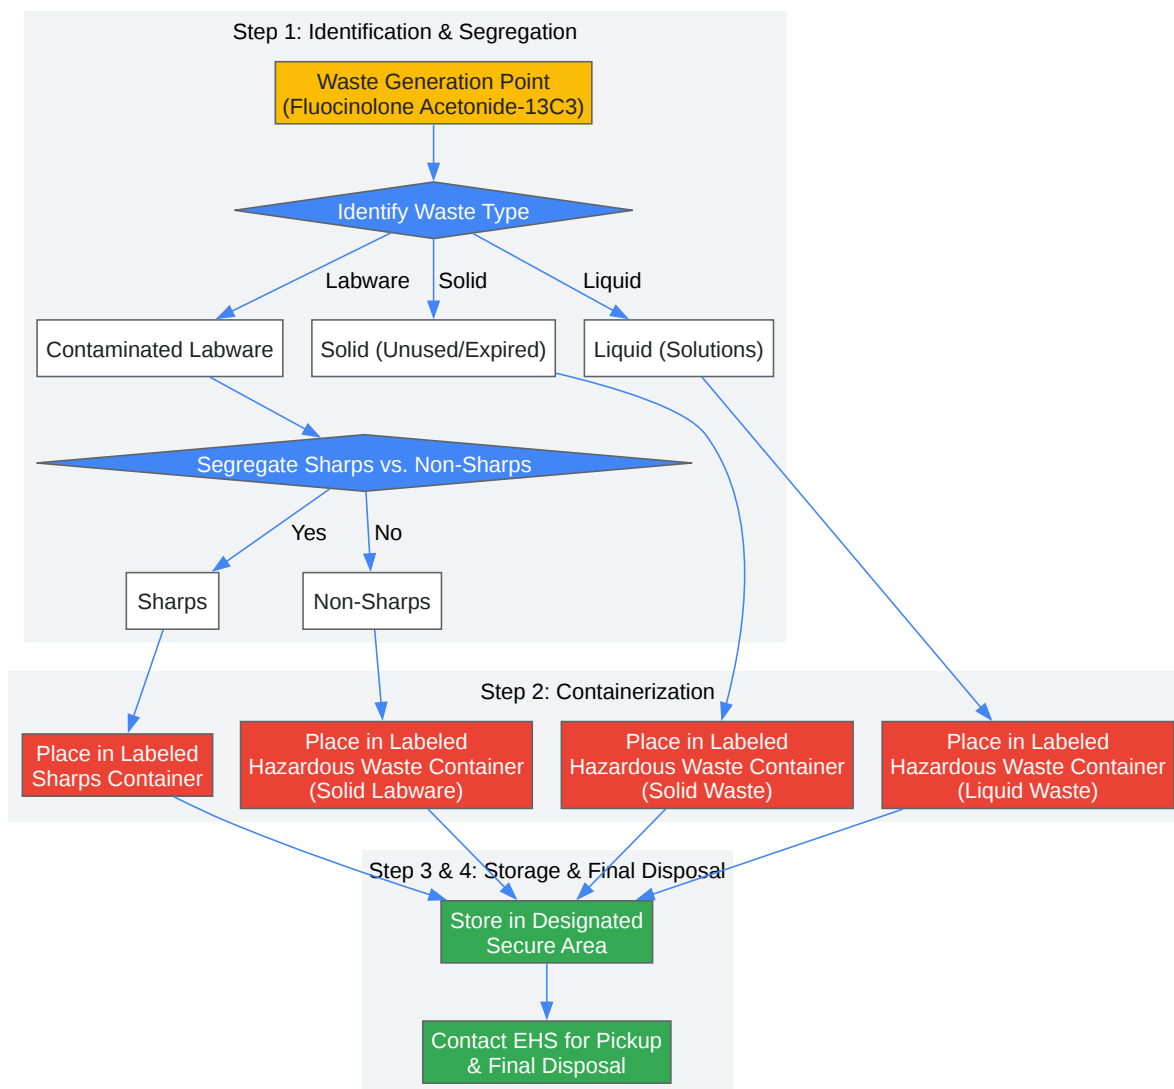 Step 1: Identification & Segregation
Waste Generation Point
(Fluocinolone Acetonide-13C3)
Identify Waste Type
Labware
Solid
Liquid
Contaminated Labware
Solid (Unused/Expired)
Liquid (Solutions)
Segregate Sharps vs. Non-Sharps
Yes
No
Sharps
Non-Sharps
Step 2: Containerization
Place in Labeled
Sharps Container
Place in Labeled
Hazardous Waste Container
(Solid Labware)
Place in Labeled
Hazardous Waste Container
(Solid Waste)
Place in Labeled
Hazardous Waste Container
(Liquid Waste)
Step 3 & 4: Storage & Final Disposal
Store in Designated
Secure Area
Contact EHS for Pickup
& Final Disposal